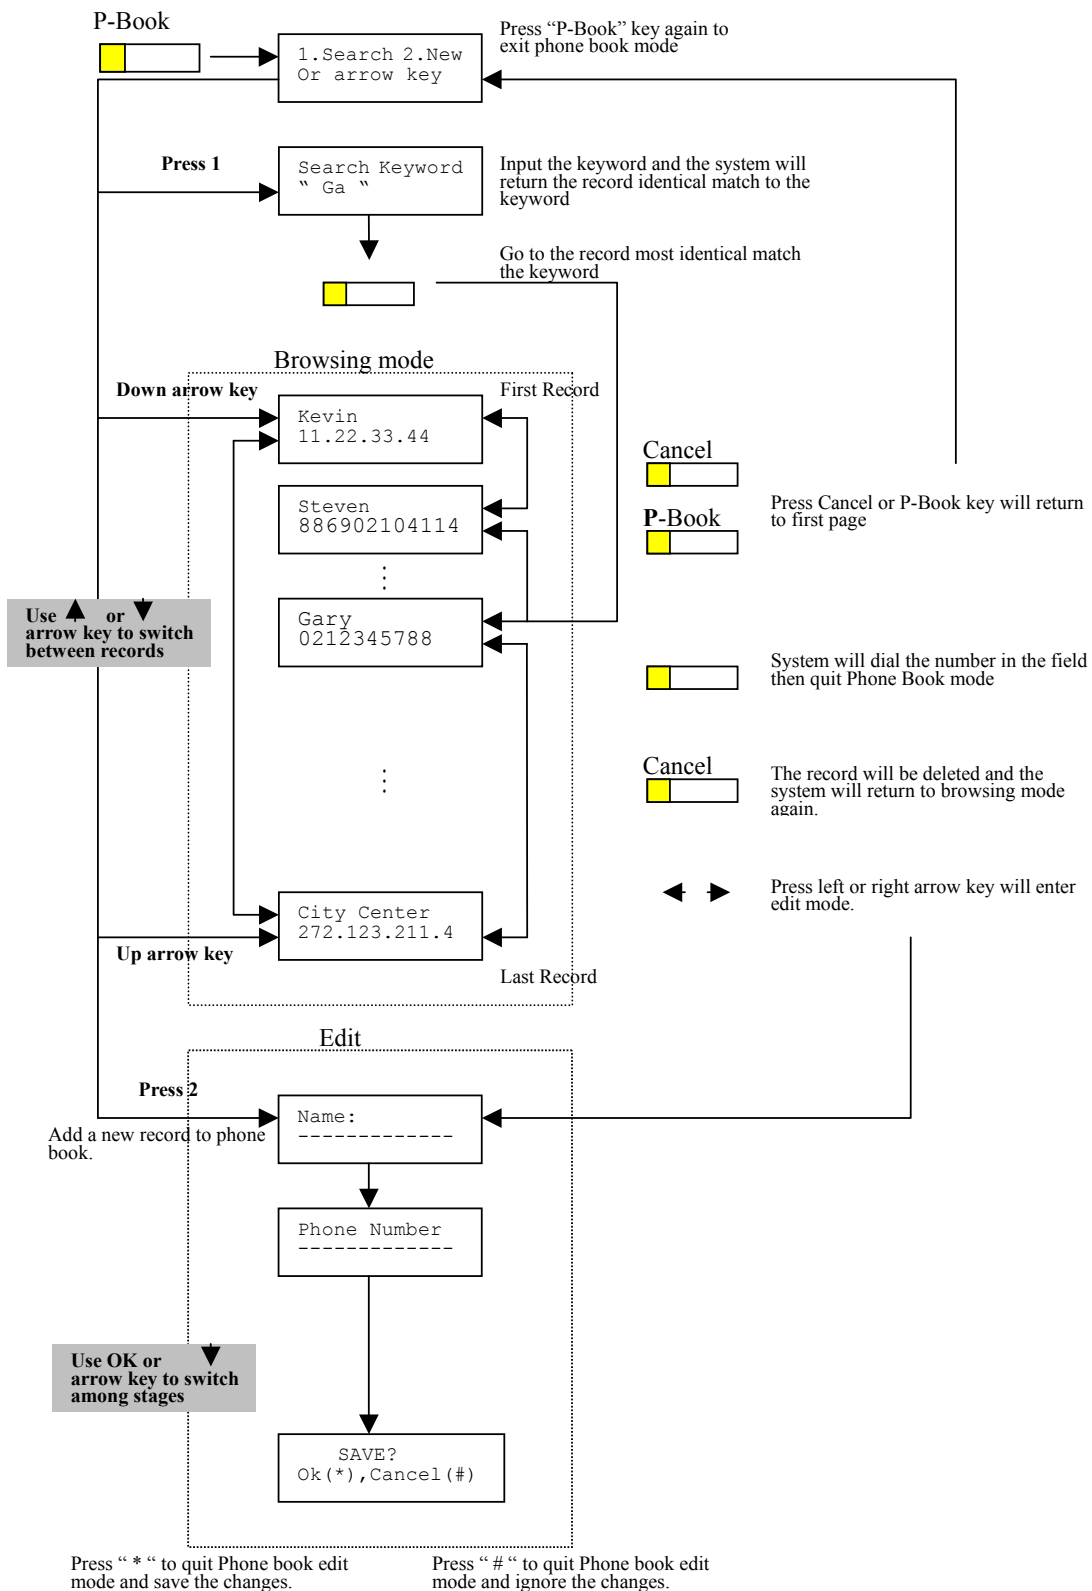 P-Book
Press “P-Book” key again to
exit phone book mode
1.Search 2.New
Or arrow key
Press 1
Search Keyword
“ Ga “
Input the keyword and the system will
return the record identical match to the
keyword
Go to the record most identical match
the keyword
Browsing mode
Down arrow key
First Record
Kevin
11.22.33.44
Cancel
Steven
886902104114
P-Book
Press Cancel or P-Book key will return
to first page
Use or
arrow key to switch
between records
Gary
0212345788
System will dial the number in the field
then quit Phone Book mode
Cancel
The record will be deleted and the
system will return to browsing mode
again.
Press left or right arrow key will enter
edit mode.
City Center
272.123.211.4
Up arrow key
Last Record
Edit
Press 2
Name:
-------------
Add a new record to phone
book.
Phone Number
-------------
Use OK or
arrow key to switch
among stages
SAVE?
Ok(*),Cancel(#)
Press “ * “ to quit Phone book edit
mode and save the changes.
Press “ # “ to quit Phone book edit
mode and ignore the changes.